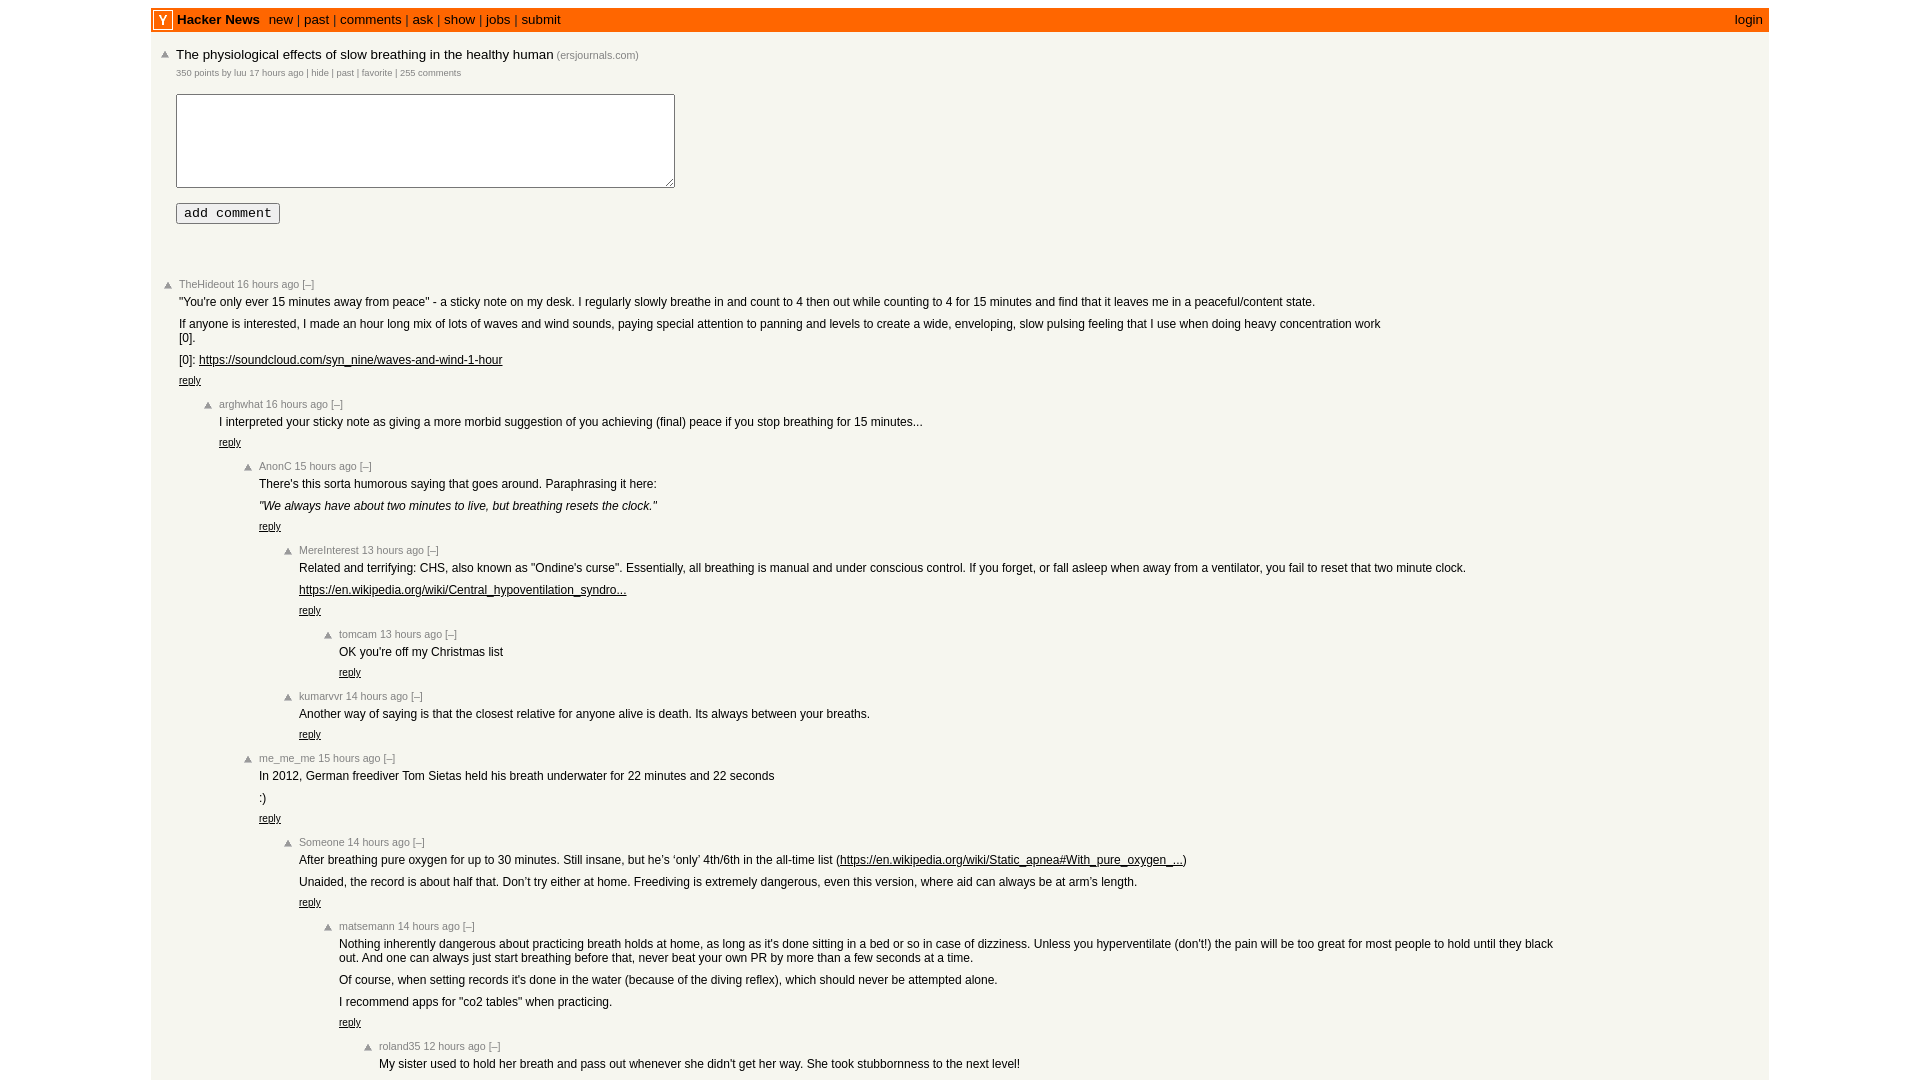 Y Hacker News new | past | comments | ask | show | jobs | submit login
The physiological effects of slow breathing in the healthy human (ersjournals.com)
350 points by luu 17 hours ago | hide | past | favorite | 255 comments
add comment
TheHideout 16 hours ago [–]
"You're only ever 15 minutes away from peace" - a sticky note on my desk. I regularly slowly breathe in and count to 4 then out while counting to 4 for 15 minutes and find that it leaves me in a peaceful/content state.
If anyone is interested, I made an hour long mix of lots of waves and wind sounds, paying special attention to panning and levels to create a wide, enveloping, slow pulsing feeling that I use when doing heavy concentration work
[0].
[0]: https://soundcloud.com/syn_nine/waves-and-wind-1-hour
reply
arghwhat 16 hours ago [–]
I interpreted your sticky note as giving a more morbid suggestion of you achieving (final) peace if you stop breathing for 15 minutes...
reply
AnonC 15 hours ago [–]
There's this sorta humorous saying that goes around. Paraphrasing it here:
"We always have about two minutes to live, but breathing resets the clock."
reply
MereInterest 13 hours ago [–]
Related and terrifying: CHS, also known as "Ondine's curse". Essentially, all breathing is manual and under conscious control. If you forget, or fall asleep when away from a ventilator, you fail to reset that two minute clock.
https://en.wikipedia.org/wiki/Central_hypoventilation_syndro...
reply
tomcam 13 hours ago [–]
OK you're off my Christmas list
reply
kumarvvr 14 hours ago [–]
Another way of saying is that the closest relative for anyone alive is death. Its always between your breaths.
reply
me_me_me 15 hours ago [–]
In 2012, German freediver Tom Sietas held his breath underwater for 22 minutes and 22 seconds
:)
reply
Someone 14 hours ago [–]
After breathing pure oxygen for up to 30 minutes. Still insane, but he’s ‘only’ 4th/6th in the all-time list (https://en.wikipedia.org/wiki/Static_apnea#With_pure_oxygen_...)
Unaided, the record is about half that. Don’t try either at home. Freediving is extremely dangerous, even this version, where aid can always be at arm’s length.
reply
matsemann 14 hours ago [–]
Nothing inherently dangerous about practicing breath holds at home, as long as it's done sitting in a bed or so in case of dizziness. Unless you hyperventilate (don't!) the pain will be too great for most people to hold until they black
out. And one can always just start breathing before that, never beat your own PR by more than a few seconds at a time.
Of course, when setting records it's done in the water (because of the diving reflex), which should never be attempted alone.
I recommend apps for "co2 tables" when practicing.
reply
roland35 12 hours ago [–]
My sister used to hold her breath and pass out whenever she didn't get her way. She took stubbornness to the next level!